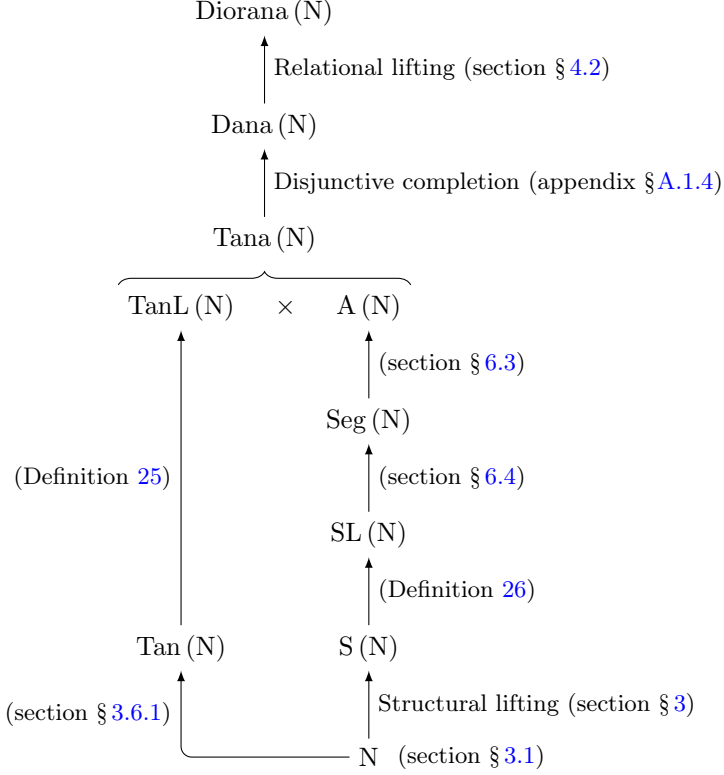 Diorana (N)
Relational lifting (section § 4.2)
Dana (N)
Disjunctive completion (appendix § A.1.4)
Tana (N)
TanL (N) × A (N)
(section § 6.3)
Seg (N)
(Definition 25) (section § 6.4)
SL (N)
(Definition 26)
Tan (N) S (N)
(section § 3.6.1) Structural lifting (section § 3)
N (section § 3.1)